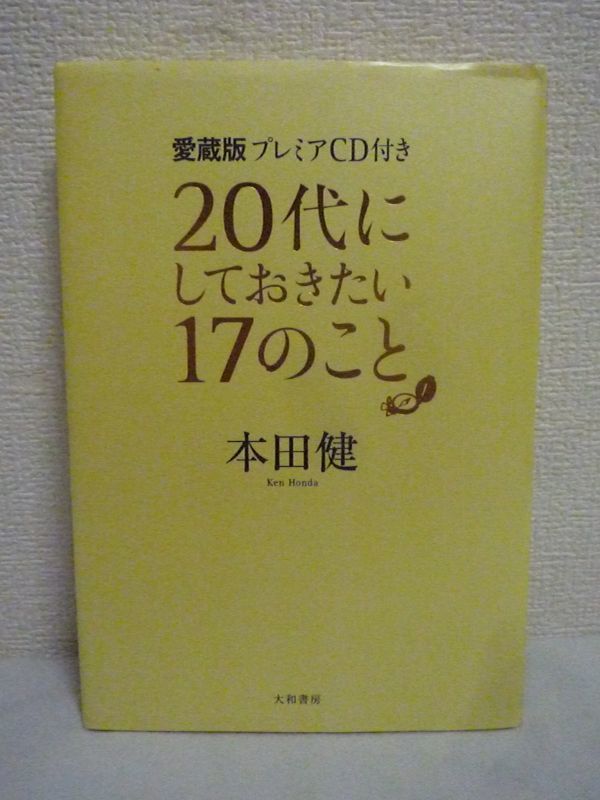 愛蔵版 プレミアCD付き
20代に
しておきたい
17のこと
本田健
Ken Honda
大和書房